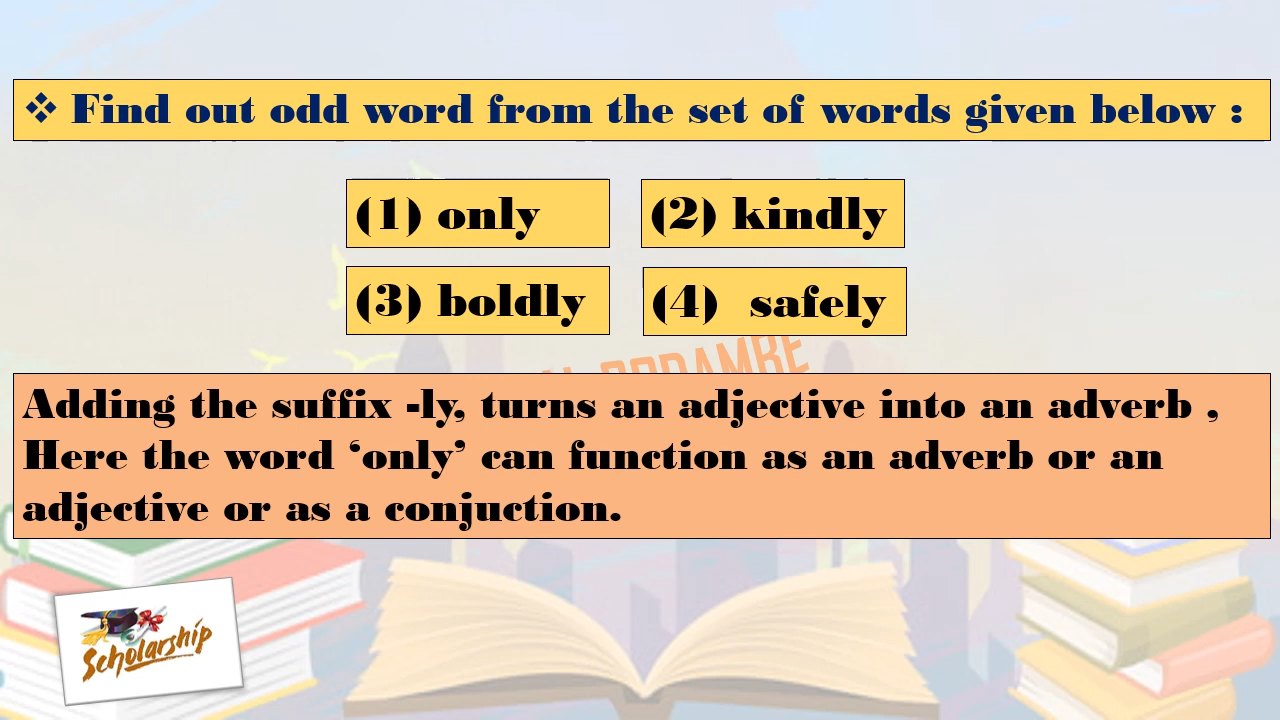 ❖ Find out odd word from the set of words given below :
(1) only
(2) kindly
(3) boldly
(4) safely
Adding the suffix -ly, turns an adjective into an adverb ,
Here the word ‘only’ can function as an adverb or an
adjective or as a conjuction.
Scholarship